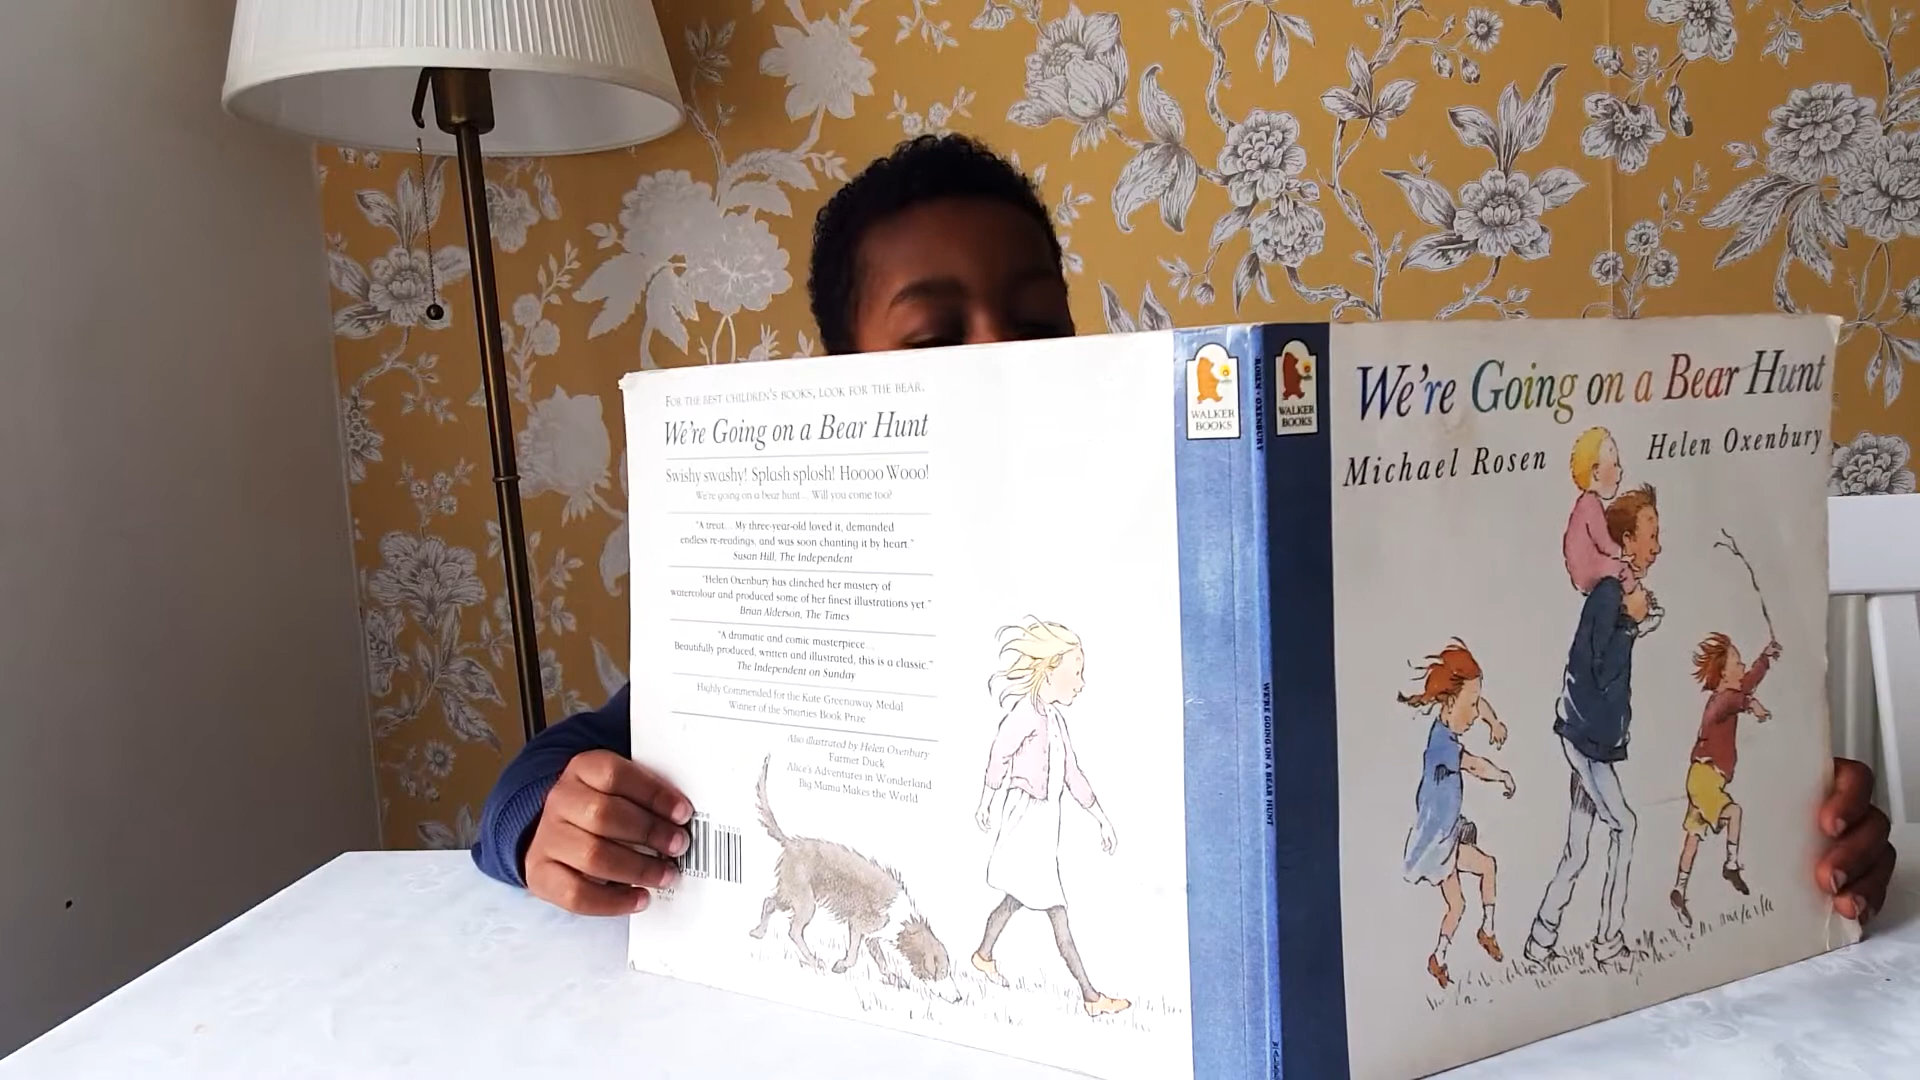 FOR THE BEST CHILDREN'S BOOKS, LOOK FOR THE BEAR.
We're Going on a Bear Hunt
Swishy swashy! Splash splosh! Hoooo Wooo!
We're going on a bear hunt... Will you come too?
"A treat... My three-year-old loved it, demanded
endless re-readings, and was soon chanting it by heart."
Susan Hill, The Independent
"Helen Oxenbury has clinched her mastery of
watercolour and produced some of her finest illustrations yet."
Brian Alderson, The Times
"A dramatic and comic masterpiece...
Beautifully produced, written and illustrated, this is a classic."
The Independent on Sunday
Highly Commended for the Kate Greenaway Medal
Winner of the Smarties Book Prize
Also illustrated by Helen Oxenbury
Farmer Duck
Alice's Adventures in Wonderland
Big Mama Makes the World
WALKER
BOOKS
ROSEN · OXENBURY
WE'RE GOING ON A BEAR HUNT
WALKER
BOOKS
We're Going on a Bear Hunt
Michael Rosen
Helen Oxenbury